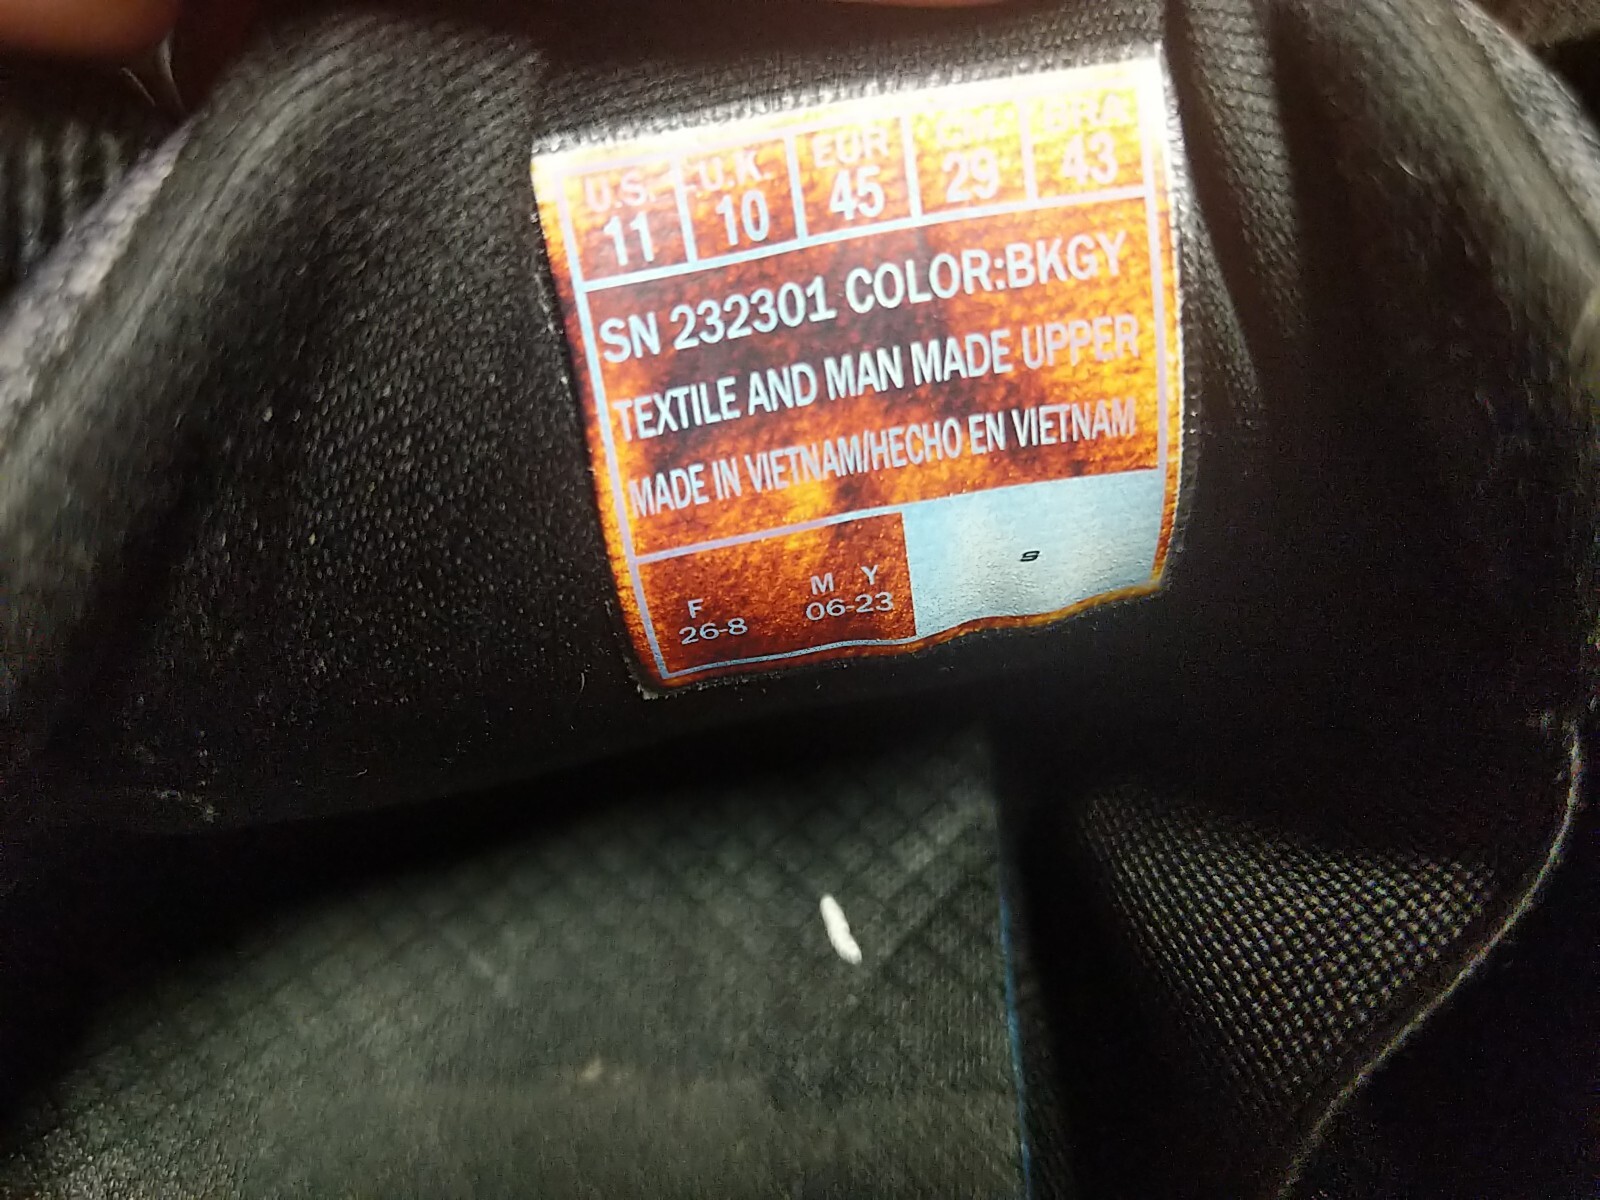 U.S. U.K. EUR CM. BRA.
11 10 45 29 43
SN 232301 COLOR:BKGY
TEXTILE AND MAN MADE UPPER
MADE IN VIETNAM/HECHO EN VIETNAM
S
F M Y
26-8 06-23